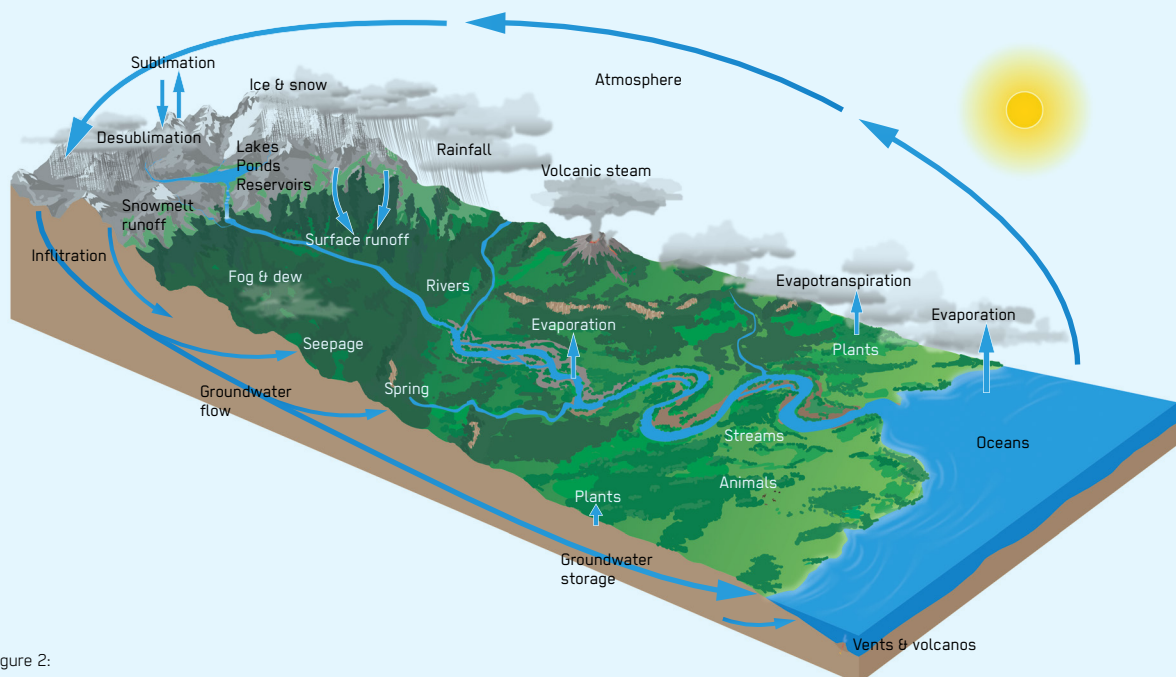 Sublimation
Atmosphere
Ice & snow
Desublimation
Lakes
Ponds
Reservoirs
Rainfall
Volcanic steam
Snowmelt
runoff
Surface runoff
Inflitration
Fog & dew
Rivers
Evapotranspiration
Evaporation
Evaporation
Seepage
Plants
Spring
Groundwater
flow
Streams
Oceans
Animals
Plants
Groundwater
storage
Vents & volcanos
gure 2: